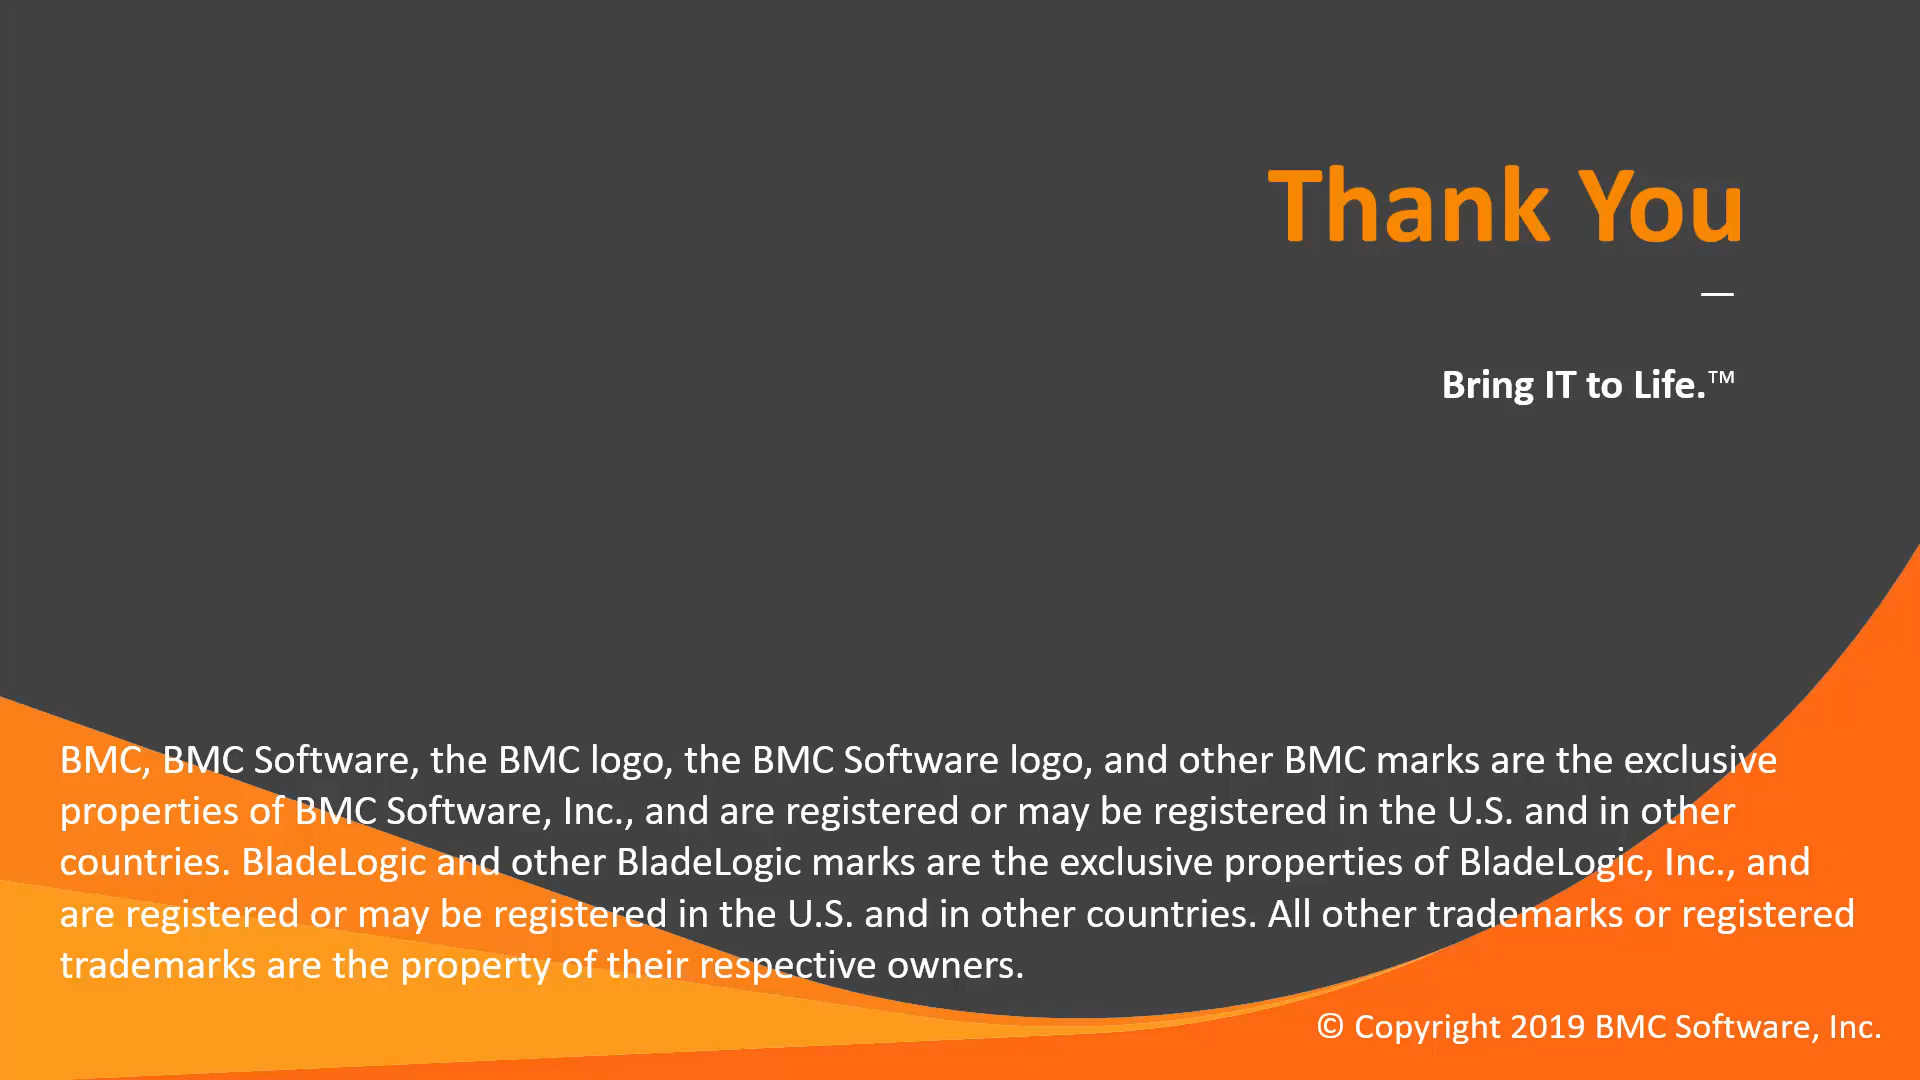 Thank You
—
Bring IT to Life.™
BMC, BMC Software, the BMC logo, the BMC Software logo, and other BMC marks are the exclusive
properties of BMC Software, Inc., and are registered or may be registered in the U.S. and in other
countries. BladeLogic and other BladeLogic marks are the exclusive properties of BladeLogic, Inc., and
are registered or may be registered in the U.S. and in other countries. All other trademarks or registered
trademarks are the property of their respective owners.
© Copyright 2019 BMC Software, Inc.